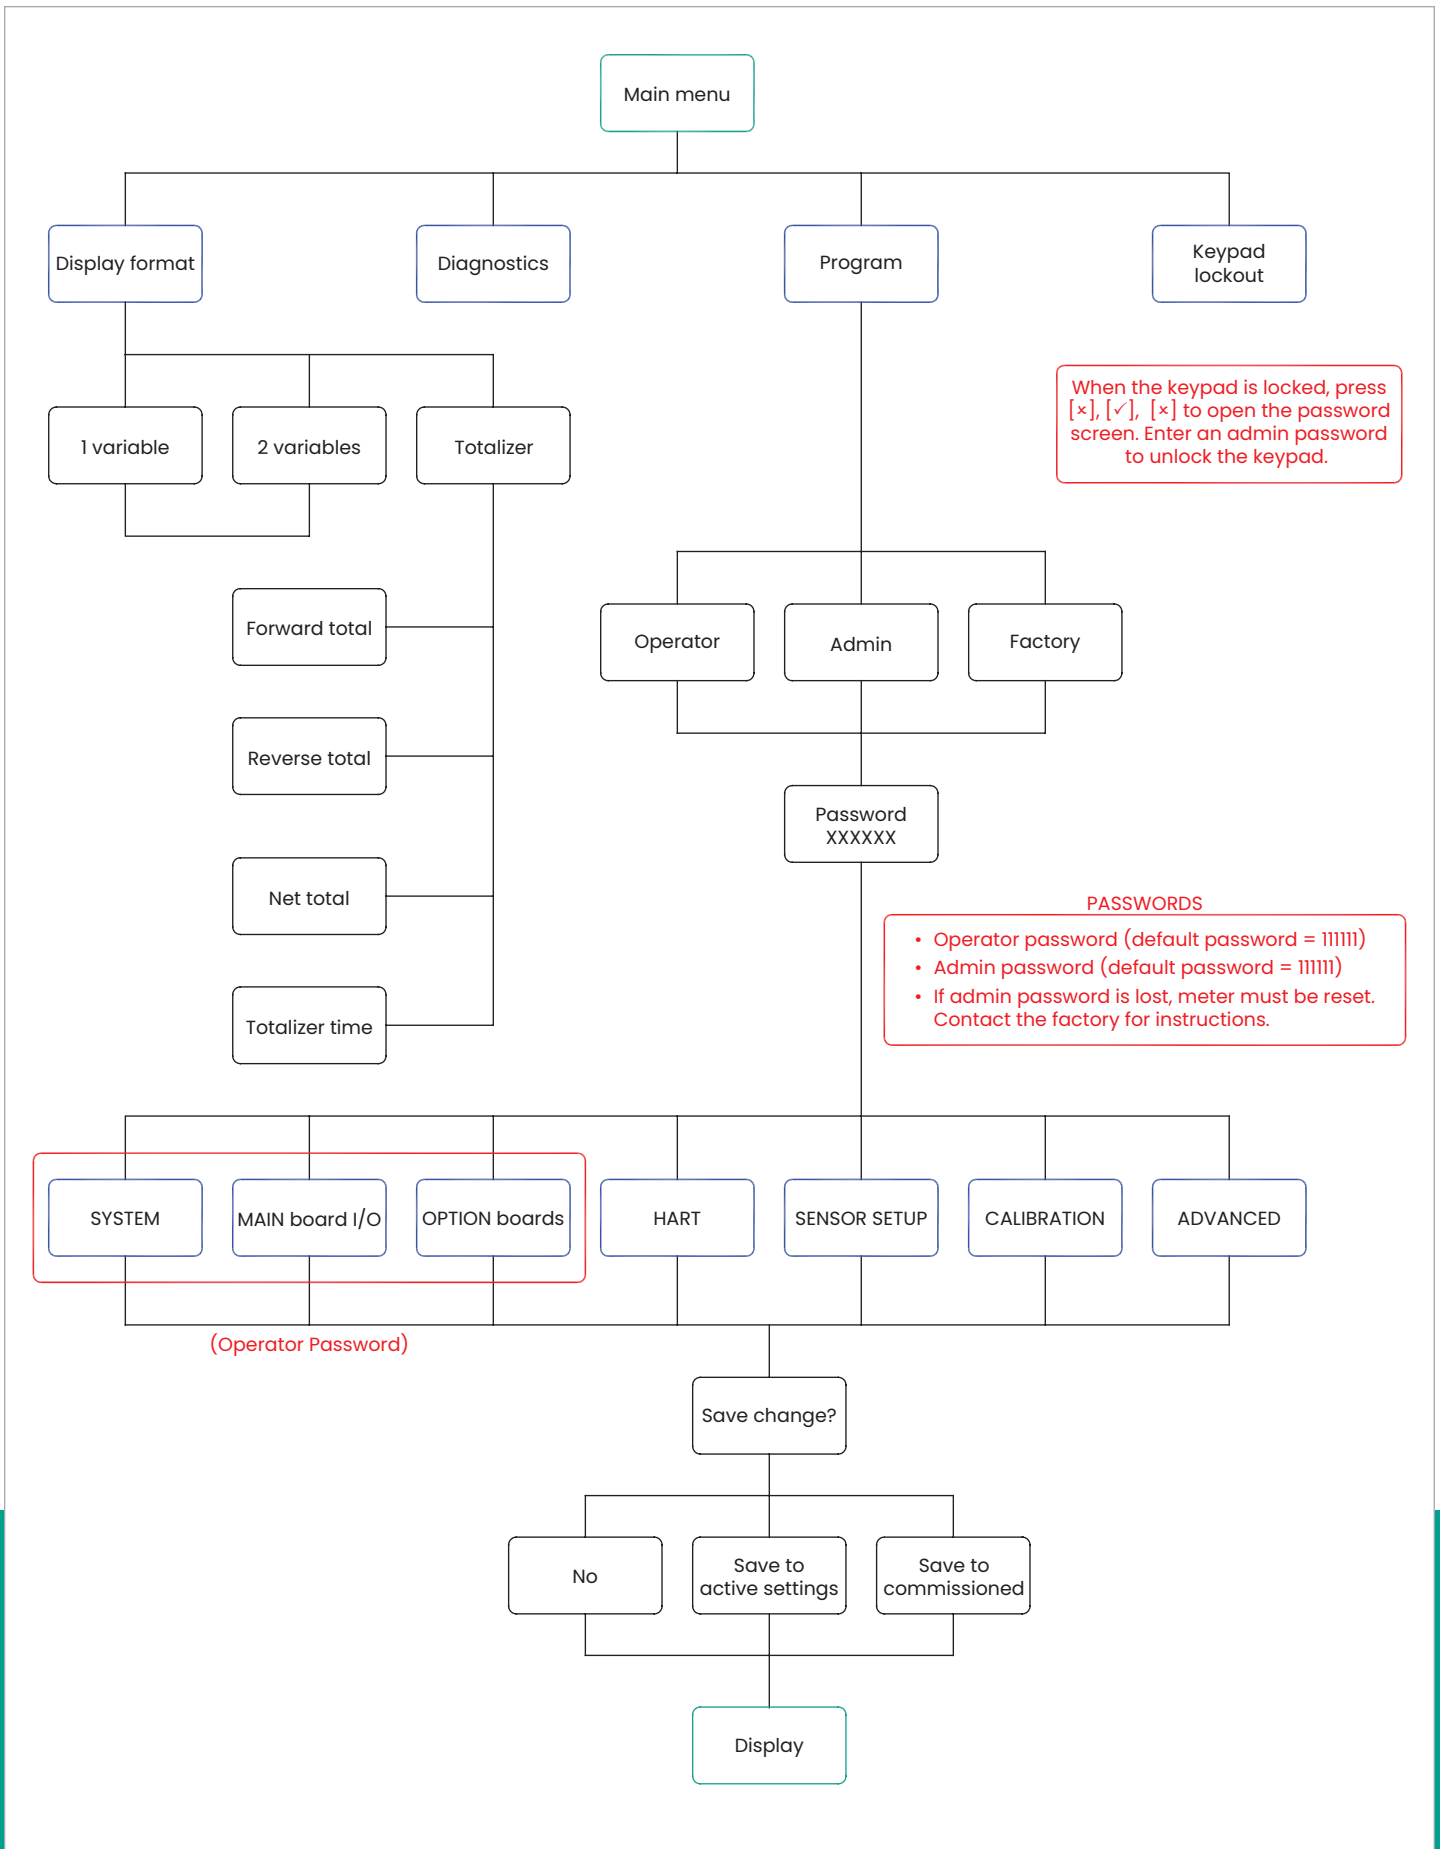 Main menu
Display format
Diagnostics
Program
Keypad
lockout
When the keypad is locked, press
[×], [✓], [×] to open the password
screen. Enter an admin password
to unlock the keypad.
1 variable
2 variables
Totalizer
Forward total
Reverse total
Net total
Totalizer time
Operator
Admin
Factory
Password
XXXXXX
PASSWORDS
• Operator password (default password = 111111)
• Admin password (default password = 111111)
• If admin password is lost, meter must be reset.
Contact the factory for instructions.
SYSTEM
MAIN board I/O
OPTION boards
HART
SENSOR SETUP
CALIBRATION
ADVANCED
(Operator Password)
Save change?
No
Save to
active settings
Save to
commissioned
Display